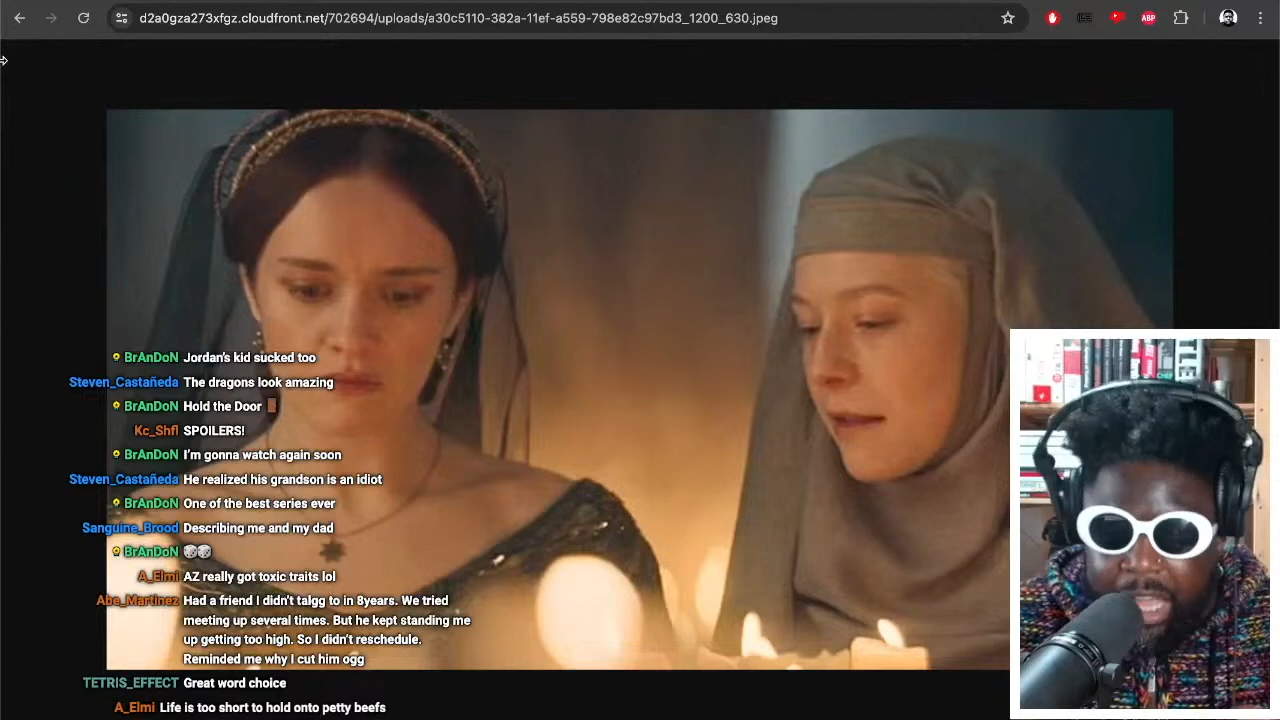 d2a0gza273xfgz.cloudfront.net/702894/uploads/a30c5110-382a-11ef-a559-798e82c97bd3_1200_630.jpeg
ABP
BrAnDoN Jordan's kid sucked too
Steven_Castañeda The dragons look amazing
BrAnDoN Hold the Door
Kc_Shfl SPOILERS!
BrAnDoN I'm gonna watch again soon
Steven_Castañeda He realized his grandson was an idiot
BrAnDoN One of the best series ever
Sanguine_Brood Describing me and my dad
BrAnDoN
A_Elmi AZ really got toxic traits lol
Abe_Martinez Had a friend I didn't talgg to in 8years. We tried
meeting up several times. But he kept standing me
up getting too high. So I didn't reschedule.
Reminded me why I cut him ogg
TETRIS_EFFECT Great word choice
A_Elmi Life is too short to hold onto petty beefs